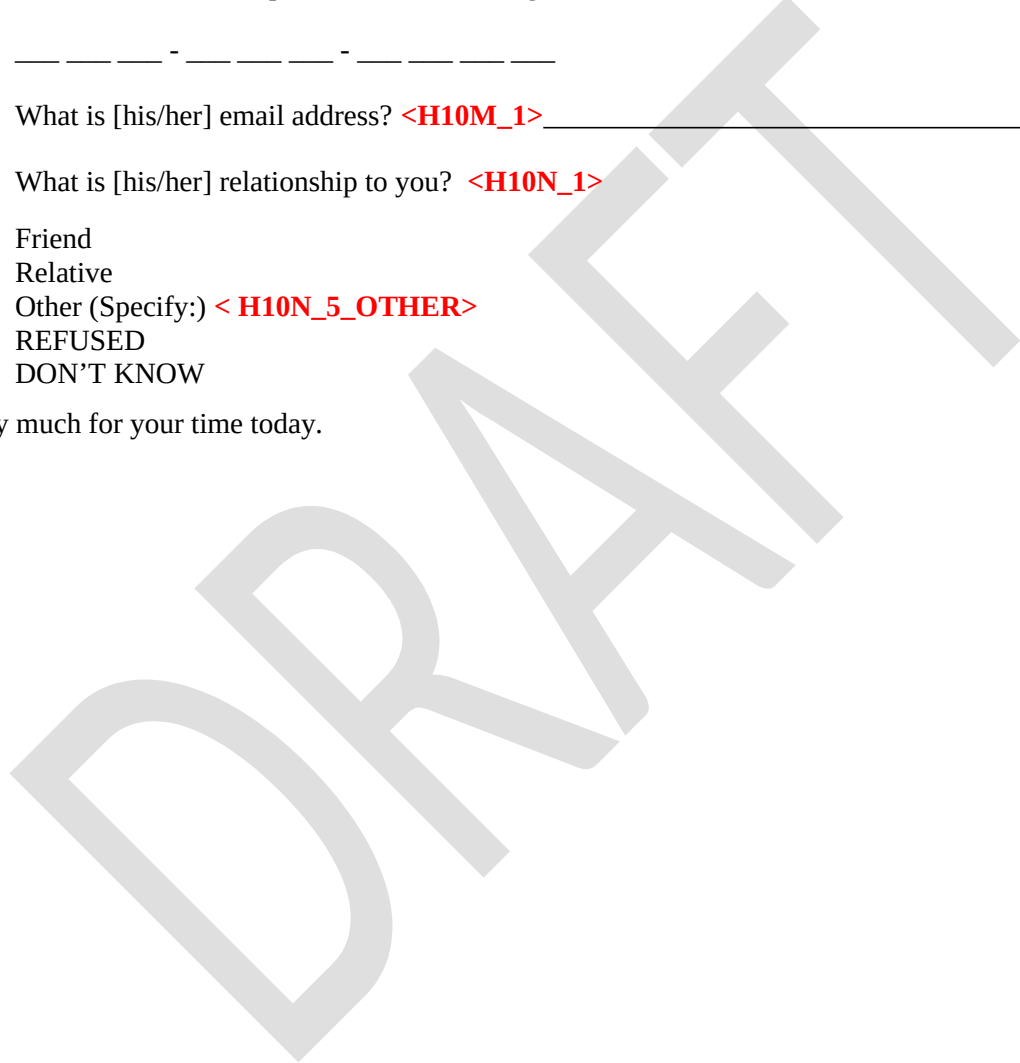 ___ ___ ___ - ___ ___ ___ - ___ ___ ___ ___
What is [his/her] email address? <H10M_1>__________________________________
What is [his/her] relationship to you? <H10N_1>
Friend
Relative
Other (Specify:) < H10N_5_OTHER>
REFUSED
DON’T KNOW
much for your time today.
DRAFT